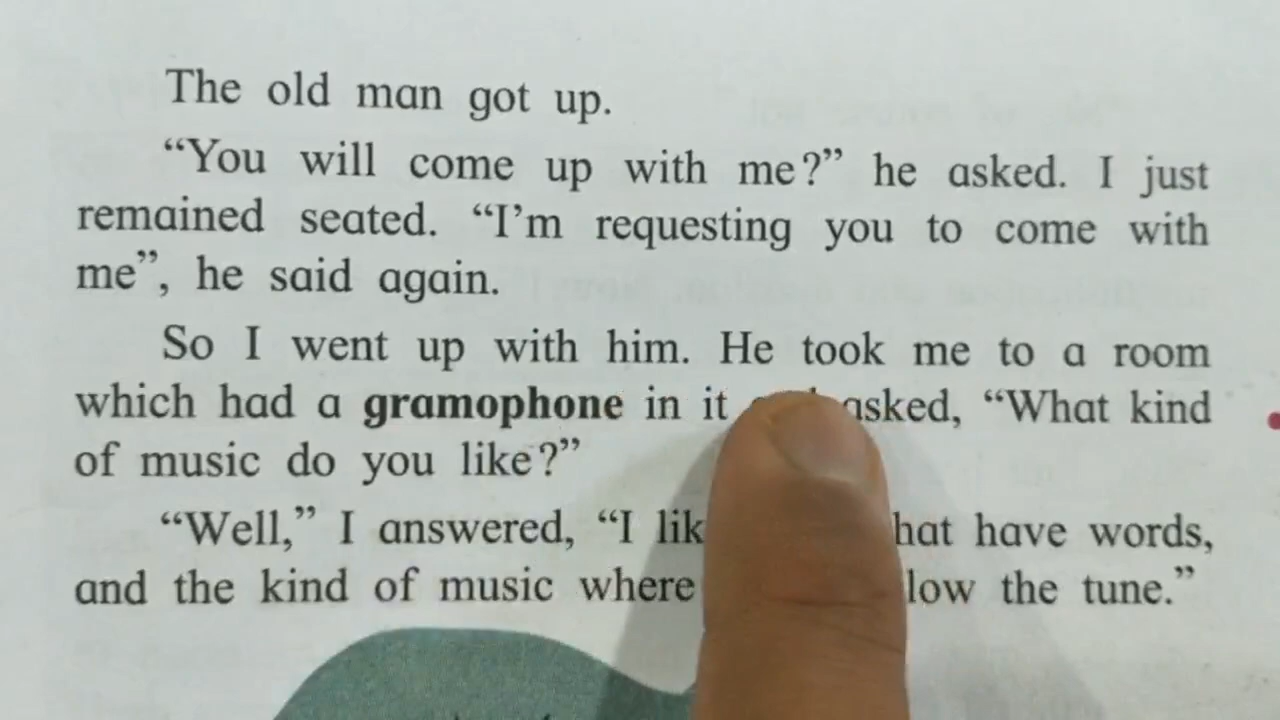 The old man got up.
“You will come up with me?” he asked. I just
remained seated. “I’m requesting you to come with
me”, he said again.
So I went up with him. He took me to a room
which had a gramophone in it asked, “What kind
of music do you like?”
“Well,” I answered, “I have words,
and the kind of music where the tune.”